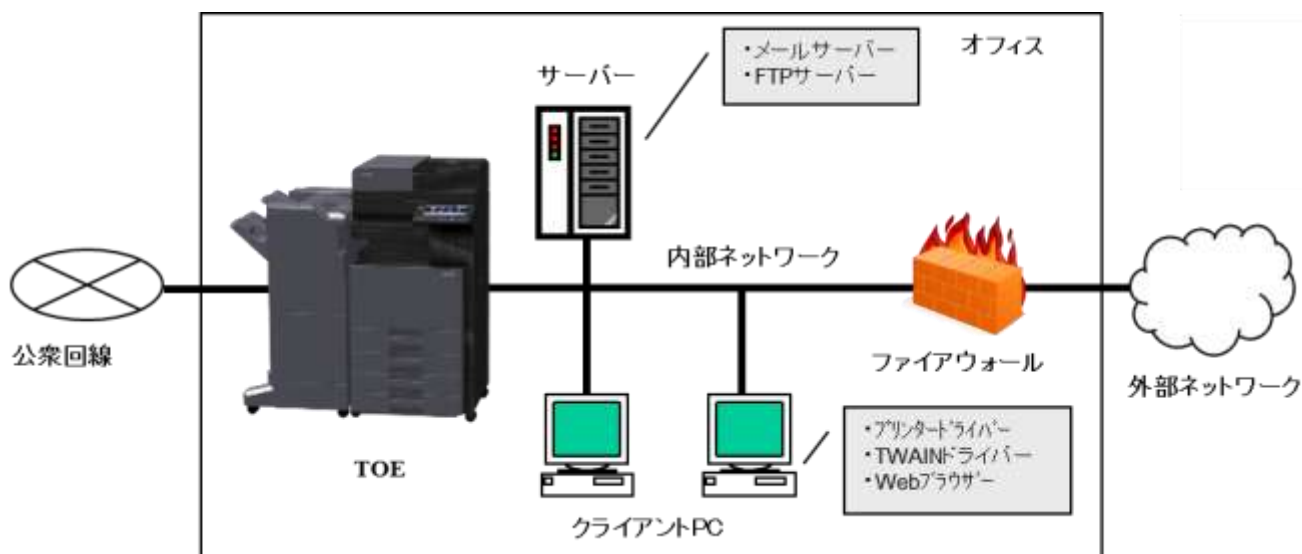 オフィス
・メールサーバー
・FTPサーバー
サーバー
内部ネットワーク
公衆回線
ファイアウォール
外部ネットワーク
TOE
・プリンタードライバー
・TWAINドライバー
・Webブラウザー
クライアントPC